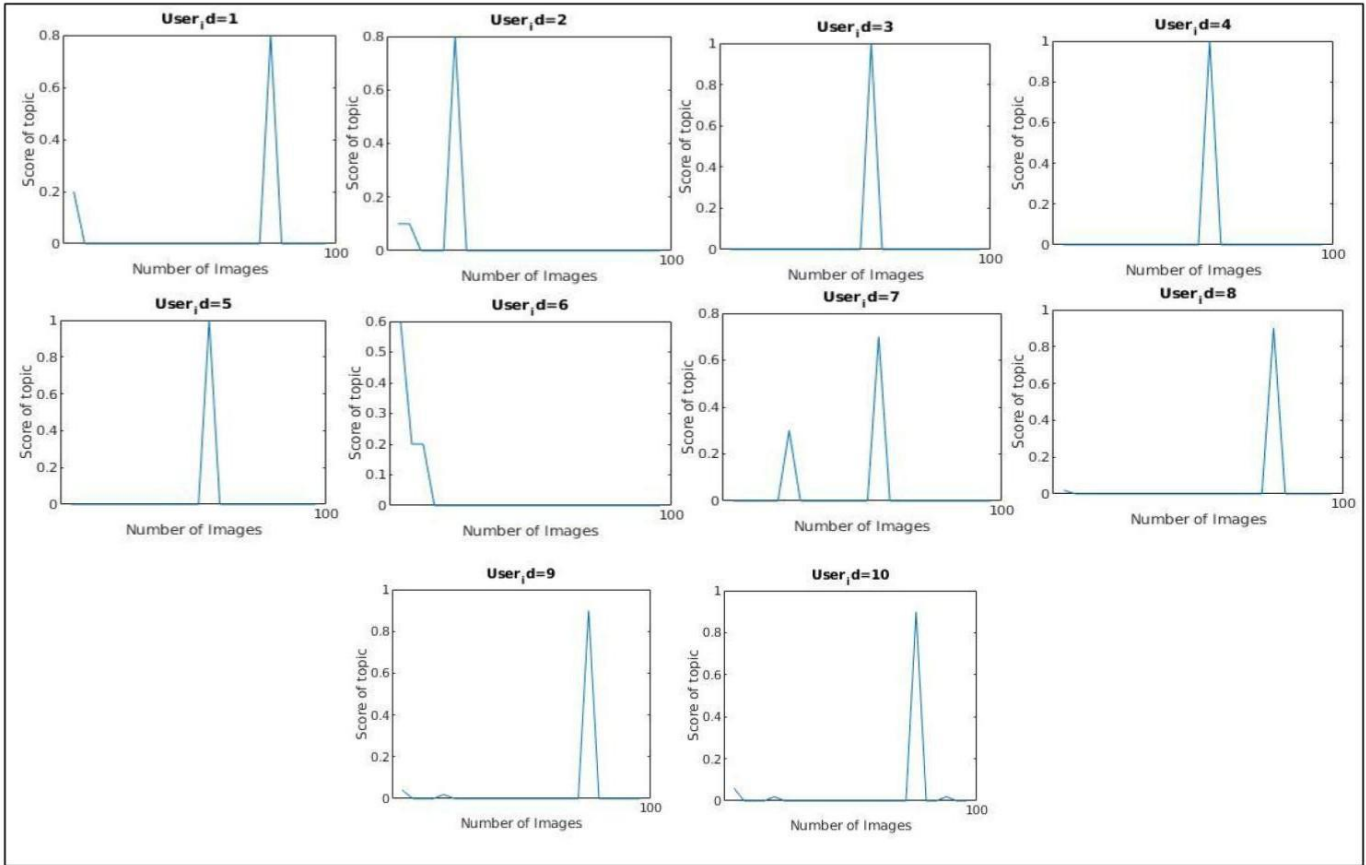 User_id=1
0.8
0.6
0.4
0.2
0
Score of topic
100
Number of Images
User_id=2
0.8
0.6
0.4
0.2
0
Score of topic
100
Number of Images
User_id=3
1
0.8
0.6
0.4
0.2
0
Score of topic
100
Number of Images
User_id=4
1
0.8
0.6
0.4
0.2
0
Score of topic
100
Number of Images
User_id=5
1
0.8
0.6
0.4
0.2
0
Score of topic
100
Number of Images
User_id=6
0.6
0.5
0.4
0.3
0.2
0.1
0
Score of topic
100
Number of Images
User_id=7
0.8
0.6
0.4
0.2
0
Score of topic
100
Number of Images
User_id=8
1
0.8
0.6
0.4
0.2
0
Score of topic
100
Number of Images
User_id=9
1
0.8
0.6
0.4
0.2
0
Score of topic
100
Number of Images
User_id=10
1
0.8
0.6
0.4
0.2
0
Score of topic
100
Number of Images